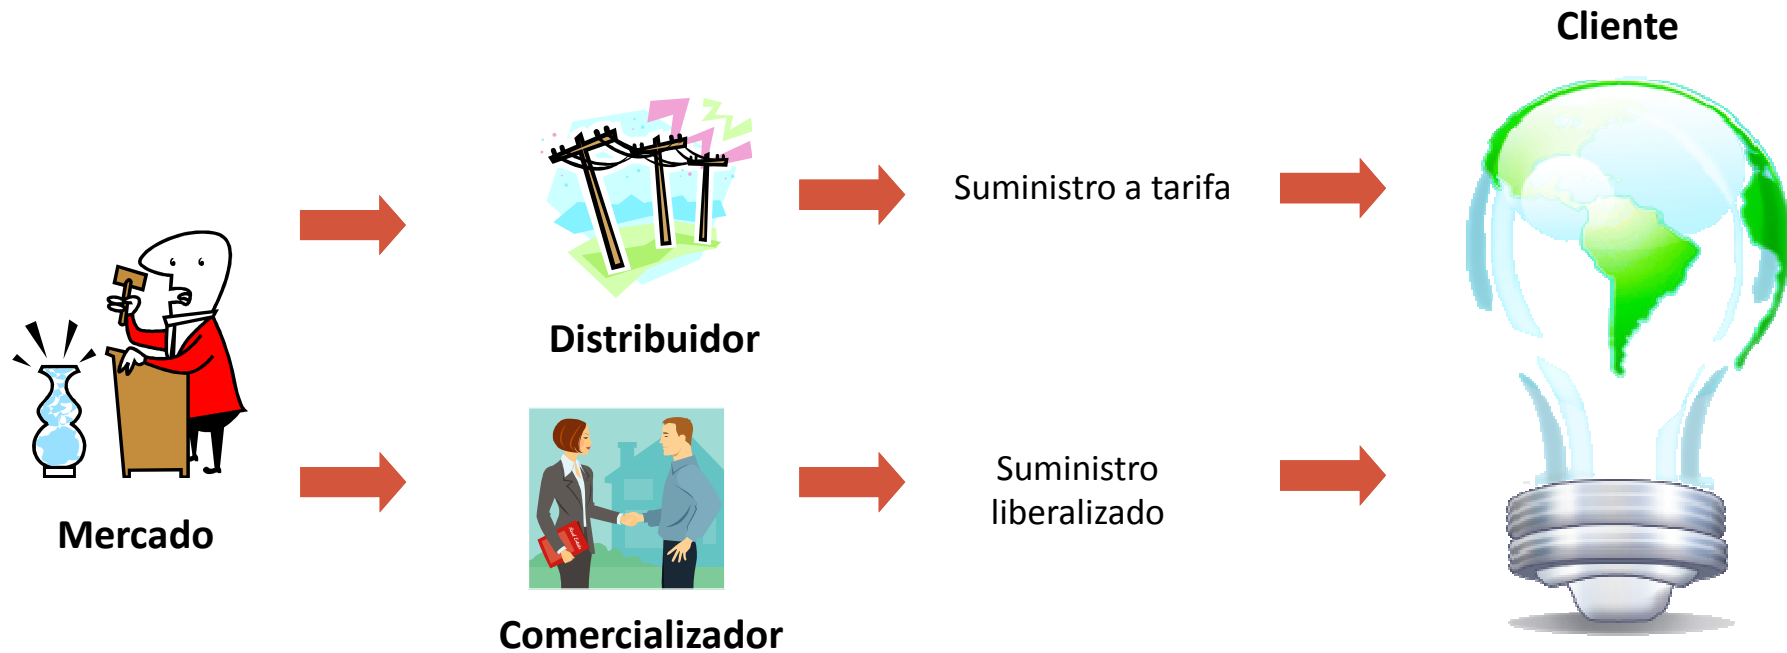 Cliente
Suministro a tarifa
Distribuidor
Suministro
liberalizado
Mercado
Comercializador